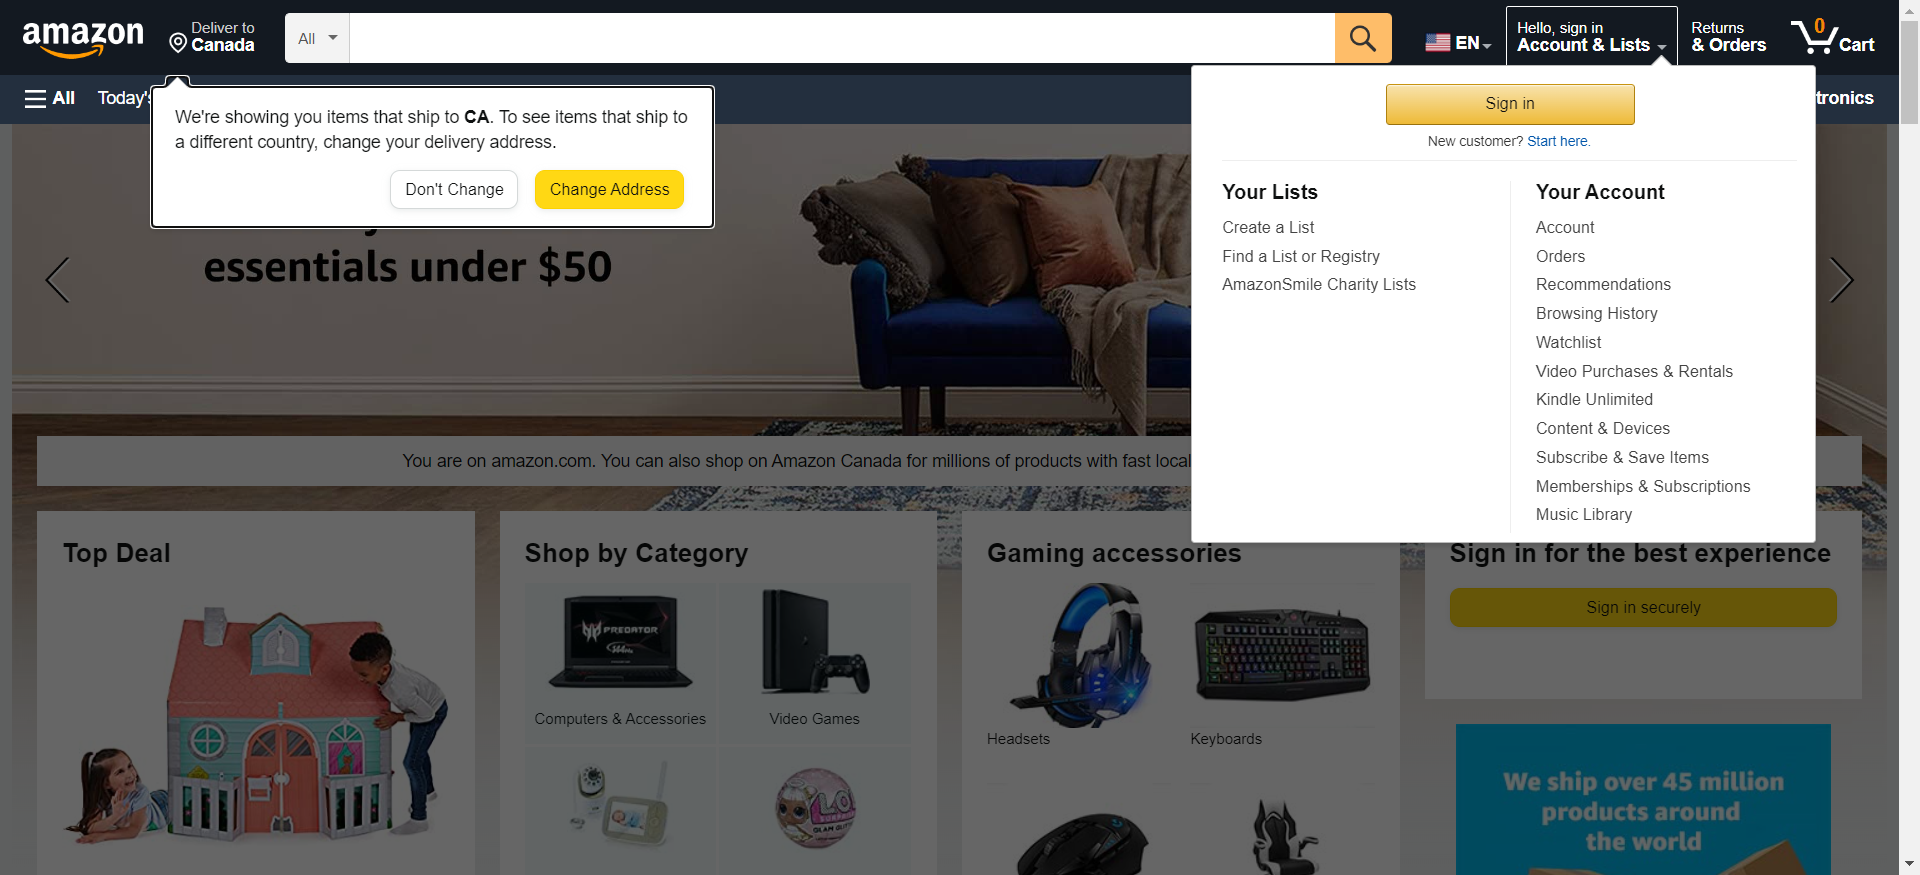 amazon
Deliver to
Canada
All
EN
Hello, sign in
Account & Lists
Returns
& Orders
0
Cart
All
Today's
tronics
We're showing you items that ship to CA. To see items that ship to
a different country, change your delivery address.
Don't Change
Change Address
Sign in
New customer? Start here.
Your Lists
Create a List
Find a List or Registry
AmazonSmile Charity Lists
Your Account
Account
Orders
Recommendations
Browsing History
Watchlist
Video Purchases & Rentals
Kindle Unlimited
Content & Devices
Subscribe & Save Items
Memberships & Subscriptions
Music Library
essentials under $50
You are on amazon.com. You can also shop on Amazon Canada for millions of products with fast local
Top Deal
Shop by Category
PREDATOR
144Hz
Computers & Accessories
Video Games
L.O.L.
SURPRISE
GLAM GLITTER
Gaming accessories
Headsets
Keyboards
Sign in for the best experience
Sign in securely
We ship over 45 million
products around
the world